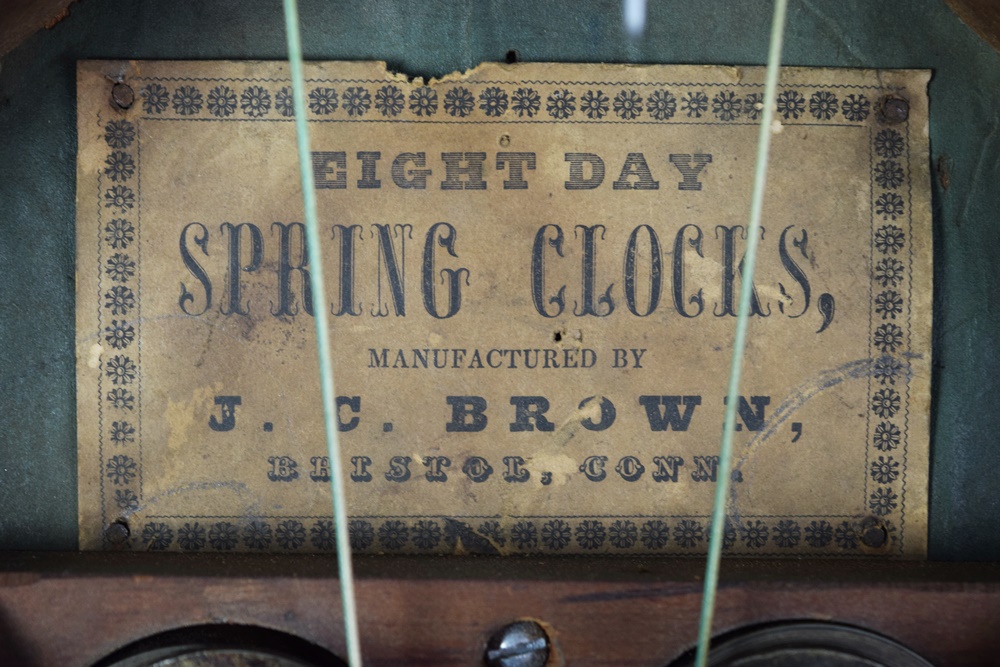 EIGHT DAY
SPRING CLOCKS,
MANUFACTURED BY
J. C. BROWN,
BRISTOL, CONN.